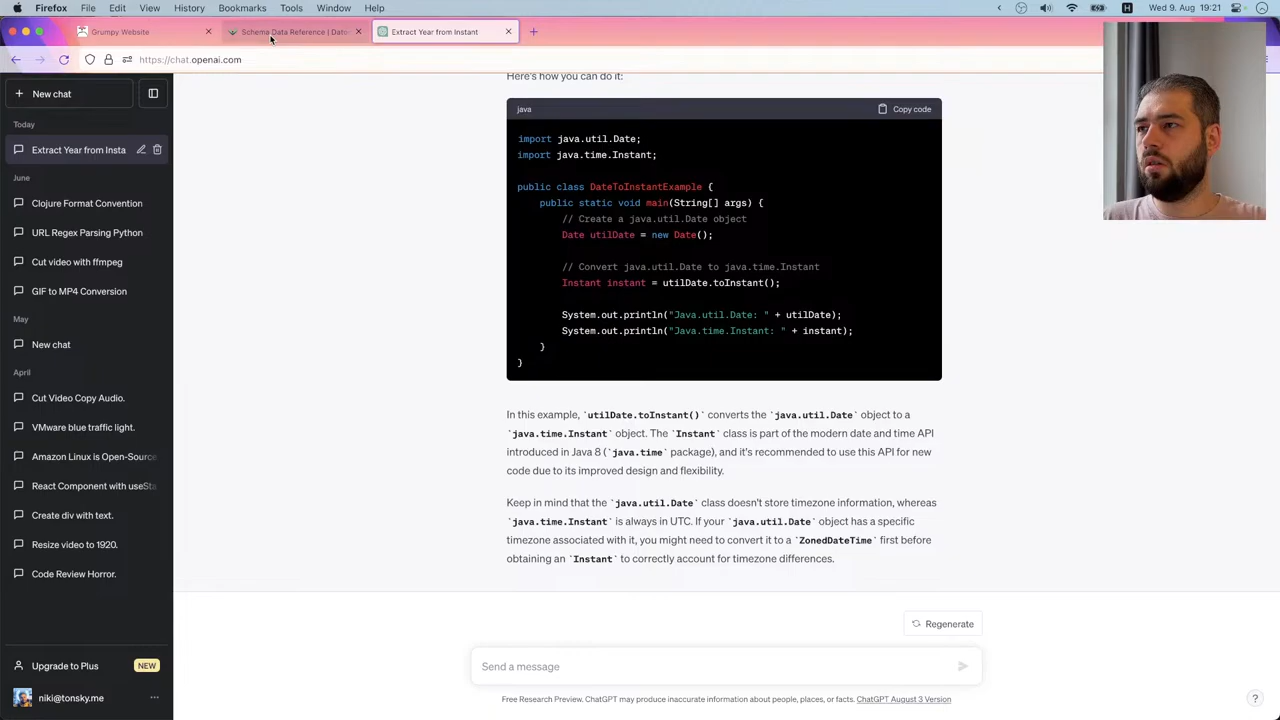 Firefox File Edit View History Bookmarks Tools Window Help
Wed 9. Aug 19:21
Grumpy Website
Schema Data Reference | Dato
Extract Year from Instant
https://chat.openai.com
New chat
Today
Extract Year from Insta
June
Clojure Format Convention
URL Regex Parsing Python
Cut video with ffmpeg
GIF to MP4 Conversion
May
New chat
April
Cut Video Copy Audio.
VMware blue traffic light.
Amazon Linux is Open-Source
React Component with useSta
Create div with text.
Resize video to 1920.
Code Review Horror.
Upgrade to Plus NEW
niki@tonsky.me
Here's how you can do it:
java Copy code
import java.util.Date;
import java.time.Instant;
public class DateToInstantExample {
public static void main(String[] args) {
// Create a java.util.Date object
Date utilDate = new Date();
// Convert java.util.Date to java.time.Instant
Instant instant = utilDate.toInstant();
System.out.println("Java.util.Date: " + utilDate);
System.out.println("Java.time.Instant: " + instant);
}
}
In this example, `utilDate.toInstant()` converts the `java.util.Date` object to a
`java.time.Instant` object. The `Instant` class is part of the modern date and time API
introduced in Java 8 (`java.time` package), and it's recommended to use this API for new
code due to its improved design and flexibility.
Keep in mind that the `java.util.Date` class doesn't store timezone information, whereas
`java.time.Instant` is always in UTC. If your `java.util.Date` object has a specific
timezone associated with it, you might need to convert it to a `ZonedDateTime` first before
obtaining an `Instant` to correctly account for timezone differences.
Regenerate
Send a message
Free Research Preview. ChatGPT may produce inaccurate information about people, places, or facts. ChatGPT August 3 Version
?